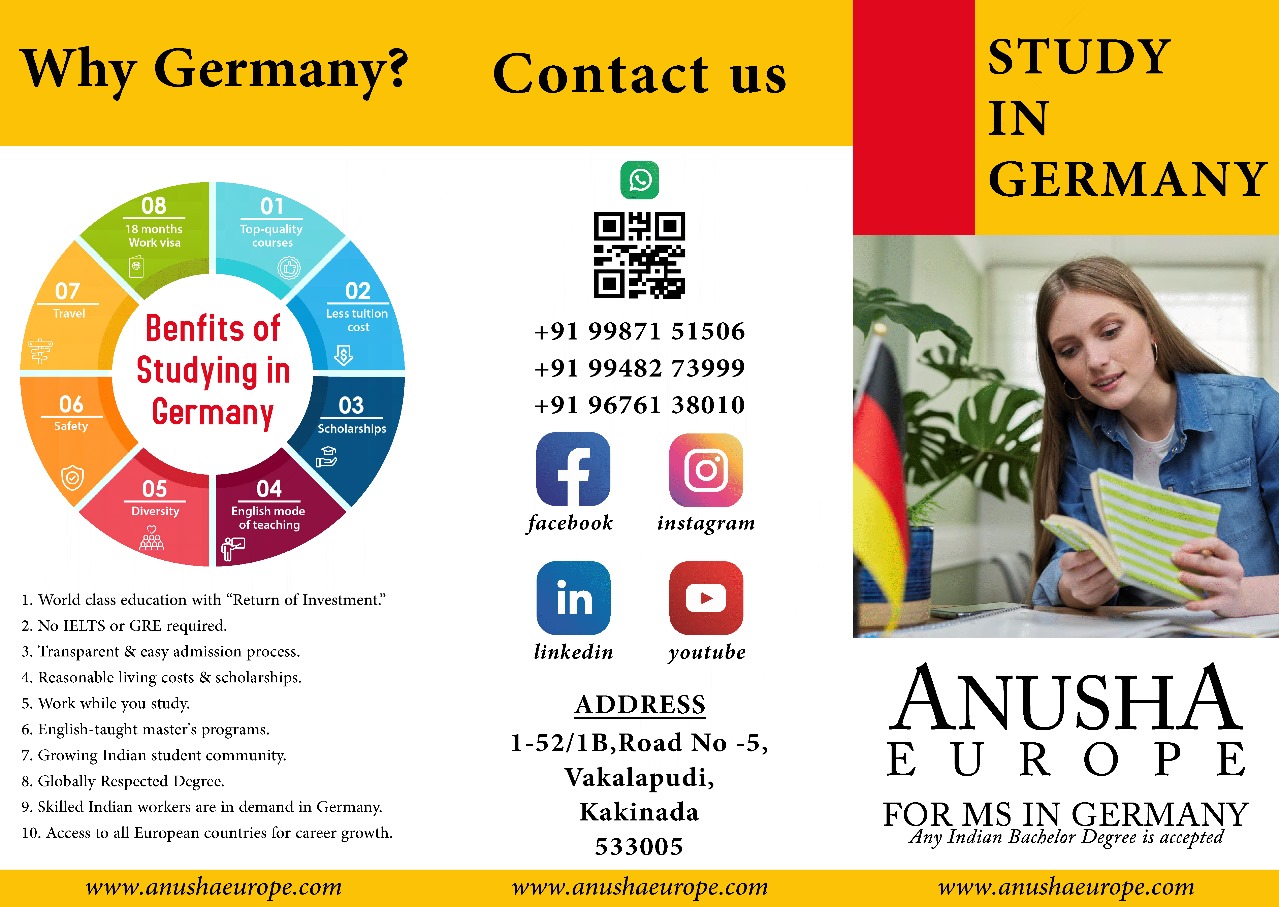 Why Germany?
08
18 months
Work visa
01
Top-quality
courses
07
Travel
02
Less tuition
cost
Benfits of
Studying in
Germany
06
Safety
03
Scholarships
05
Diversity
04
English mode
of teaching
1. World class education with “Return of Investment.”
2. No IELTS or GRE required.
3. Transparent & easy admission process.
4. Reasonable living costs & scholarships.
5. Work while you study.
6. English-taught master's programs.
7. Growing Indian student community.
8. Globally Respected Degree.
9. Skilled Indian workers are in demand in Germany.
10. Access to all European countries for career growth.
www.anushaeurope.com
Contact us
+91 99871 51506
+91 99482 73999
+91 96761 38010
facebook
instagram
in
linkedin
youtube
ADDRESS
1-52/1B,Road No -5,
Vakalapudi,
Kakinada
533005
www.anushaeurope.com
STUDY
IN
GERMANY
ANUSHA
EUROPE
FOR MS IN GERMANY
Any Indian Bachelor Degree is accepted
www.anushaeurope.com